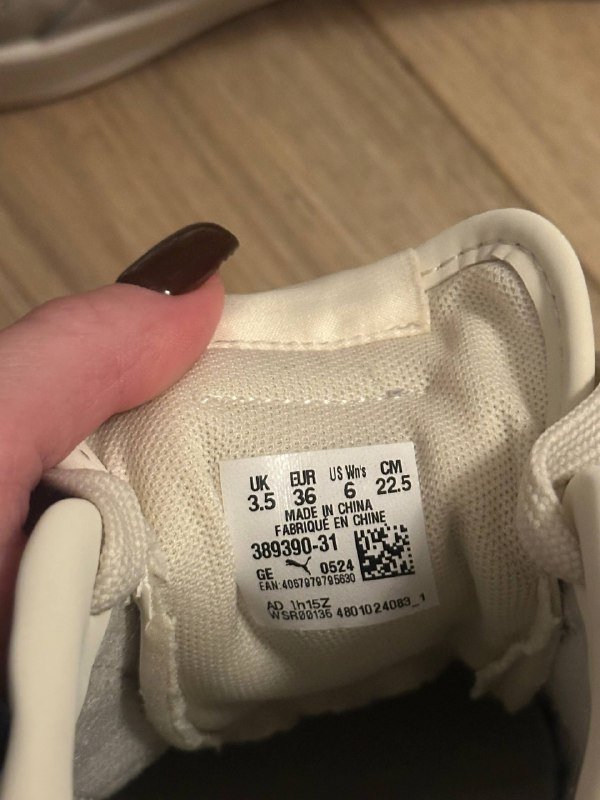 UK EUR US Wn's CM
3.5 36 6 22.5
MADE IN CHINA
FABRIQUÉ EN CHINE
389390-31
GE 0524
EAN:4067979795630
AD 1h15Z
WSR00136 4801024083_1